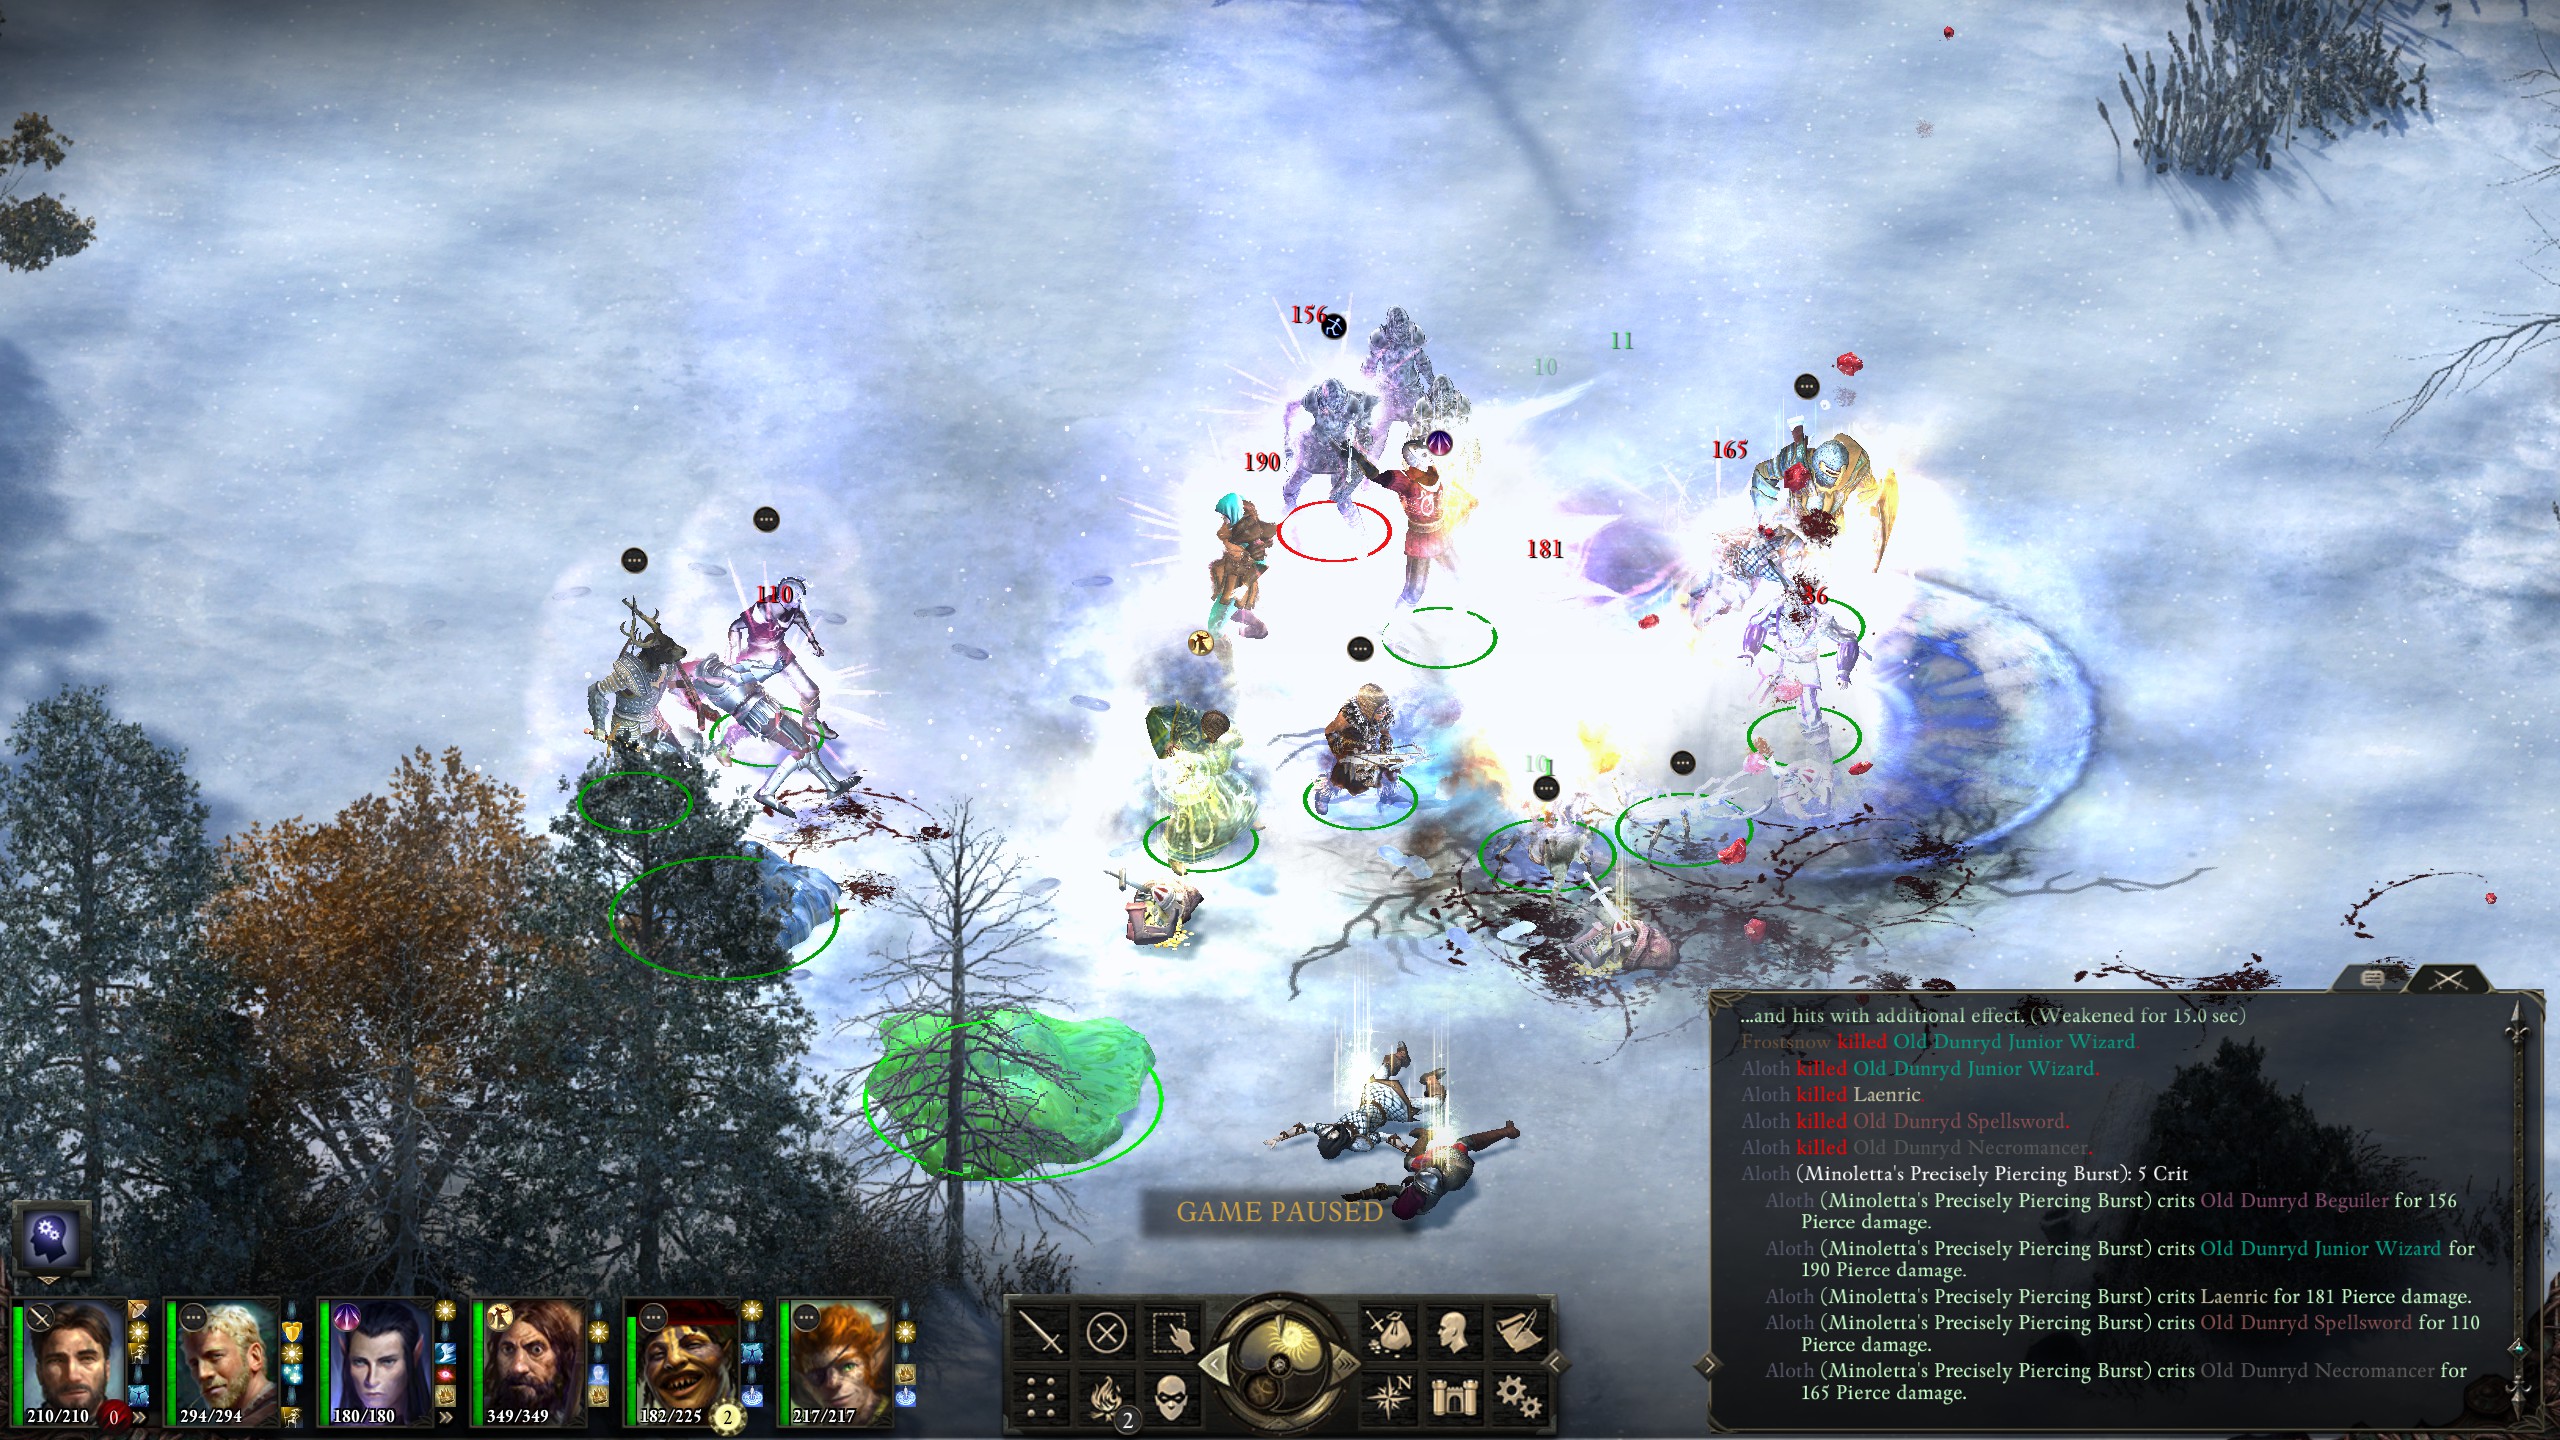 156
11
10
190
165
181
110
36
10
1
...and hits with additional effect. (Weakened for 15.0 sec)
Frostsnow killed Old Dunryd Junior Wizard.
Aloth killed Old Dunryd Junior Wizard.
Aloth killed Laenric.
Aloth killed Old Dunryd Spellsword.
Aloth killed Old Dunryd Necromancer.
Aloth (Minoletta's Precisely Piercing Burst): 5 Crit
Aloth (Minoletta's Precisely Piercing Burst) crits Old Dunryd Beguiler for 156
Pierce damage.
Aloth (Minoletta's Precisely Piercing Burst) crits Old Dunryd Junior Wizard for
190 Pierce damage.
Aloth (Minoletta's Precisely Piercing Burst) crits Laenric for 181 Pierce damage.
Aloth (Minoletta's Precisely Piercing Burst) crits Old Dunryd Spellsword for 110
Pierce damage.
Aloth (Minoletta's Precisely Piercing Burst) crits Old Dunryd Necromancer for
165 Pierce damage.
GAME PAUSED
210/210 0
294/294
180/180
349/349
182/225 2
217/217
2
N